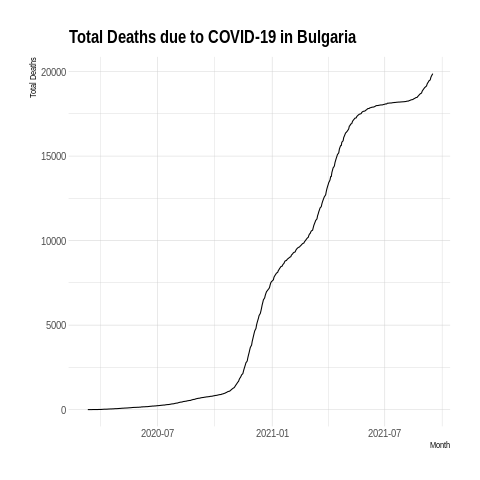 Total Deaths due to COVID-19 in Bulgaria
Total Deaths
20000
15000
10000
5000
0
2020-07
2021-01
2021-07
Month